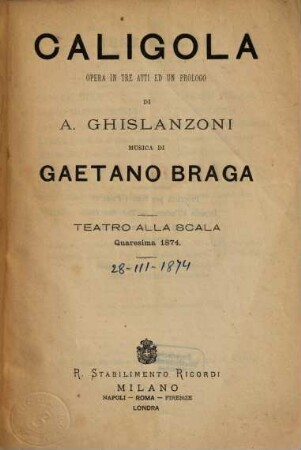 CALIGOLA
OPERA IN TRE ATTI ED UN PROLOGO
DI
A. GHISLANZONI
MUSICA DI
GAETANO BRAGA
TEATRO ALLA SCALA
Quaresima 1874.
28-III-1874
R. STABILIMENTO RICORDI
MILANO
NAPOLI – ROMA – FIRENZE
LONDRA